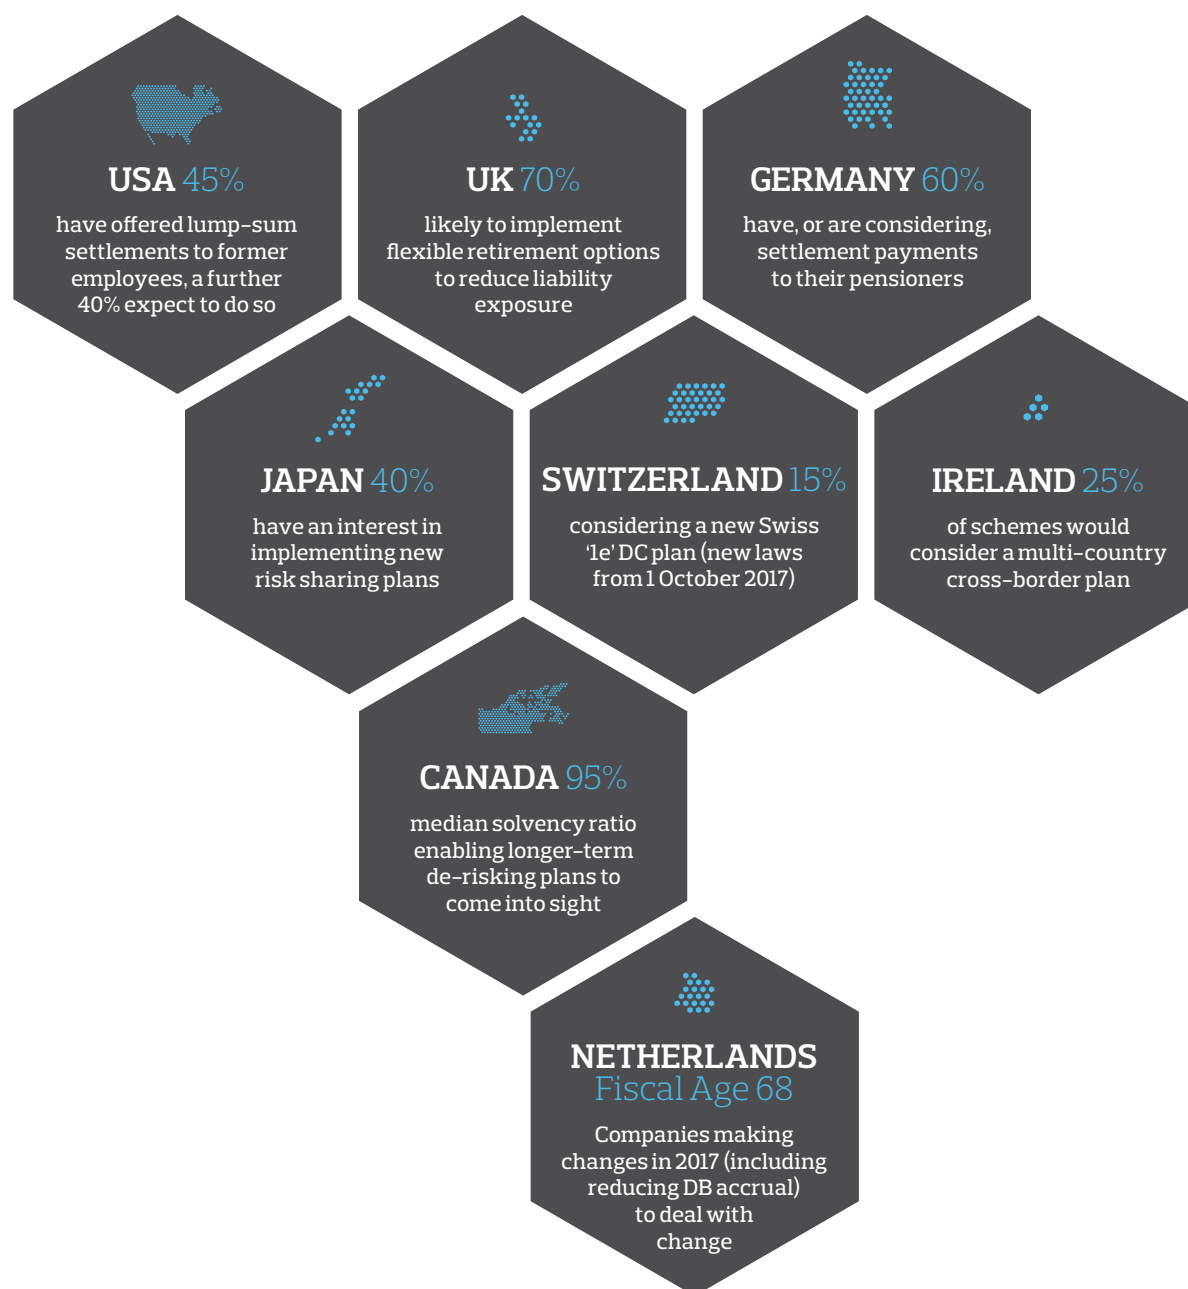 USA 45%
have offered lump-sum
settlements to former
employees, a further
40% expect to do so
UK 70%
likely to implement
flexible retirement options
to reduce liability
exposure
GERMANY 60%
have, or are considering,
settlement payments
to their pensioners
JAPAN 40%
have an interest in
implementing new
risk sharing plans
SWITZERLAND 15%
considering a new Swiss
‘1e’ DC plan (new laws
from 1 October 2017)
IRELAND 25%
of schemes would
consider a multi-country
cross-border plan
CANADA 95%
median solvency ratio
enabling longer-term
de-risking plans to
come into sight
NETHERLANDS
Fiscal Age 68
Companies making
changes in 2017 (including
reducing DB accrual)
to deal with
change